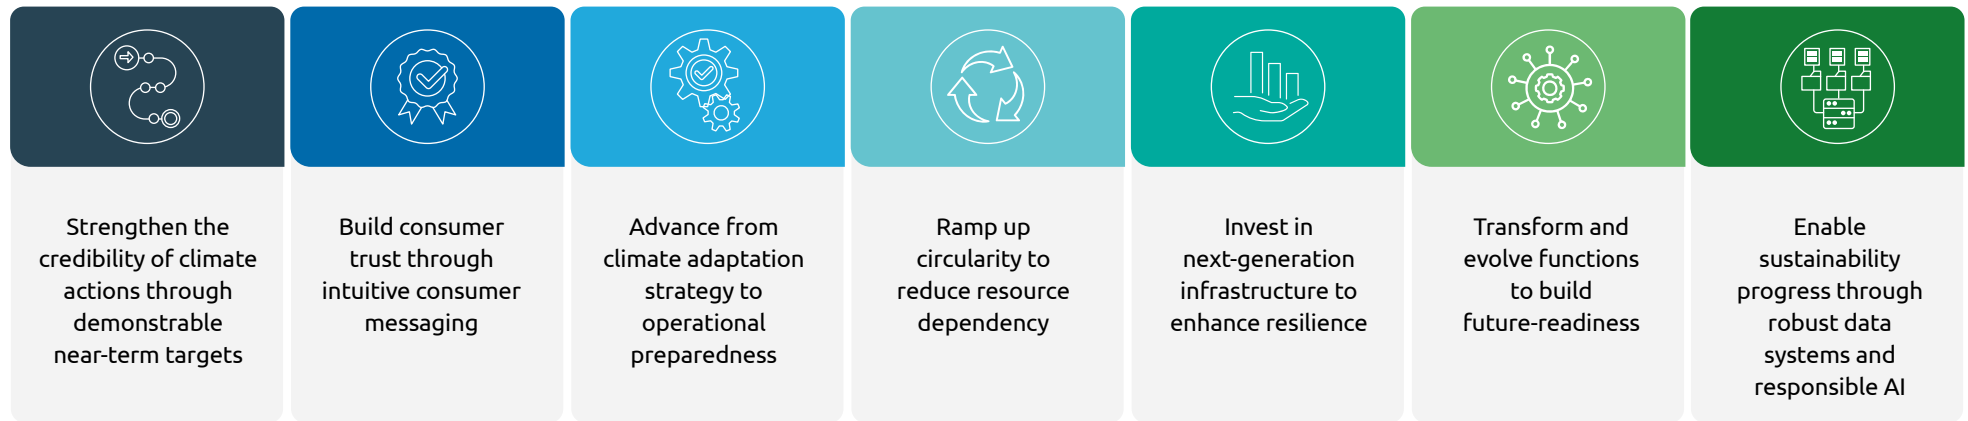 Strengthen the
credibility of climate
actions through
demonstrable
near-term targets
Build consumer
trust through
intuitive consumer
messaging
Advance from
climate adaptation
strategy to
operational
preparedness
Ramp up
circularity to
reduce resource
dependency
Invest in
next-generation
infrastructure to
enhance resilience
Transform and
evolve functions
to build
future-readiness
Enable
sustainability
progress through
robust data
systems and
responsible AI